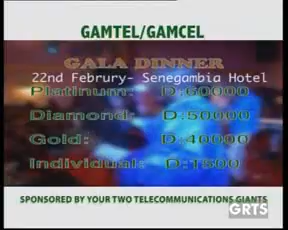 GAMTEL/GAMCEL
GALA DINNER
22nd Februry- Senegambia Hotel
Platinum: D:60000
Diamond: D:50000
Gold: D:40000
Individual: D:1500
SPONSORED BY YOUR TWO TELECOMMUNICATIONS GIANTS
GRTS